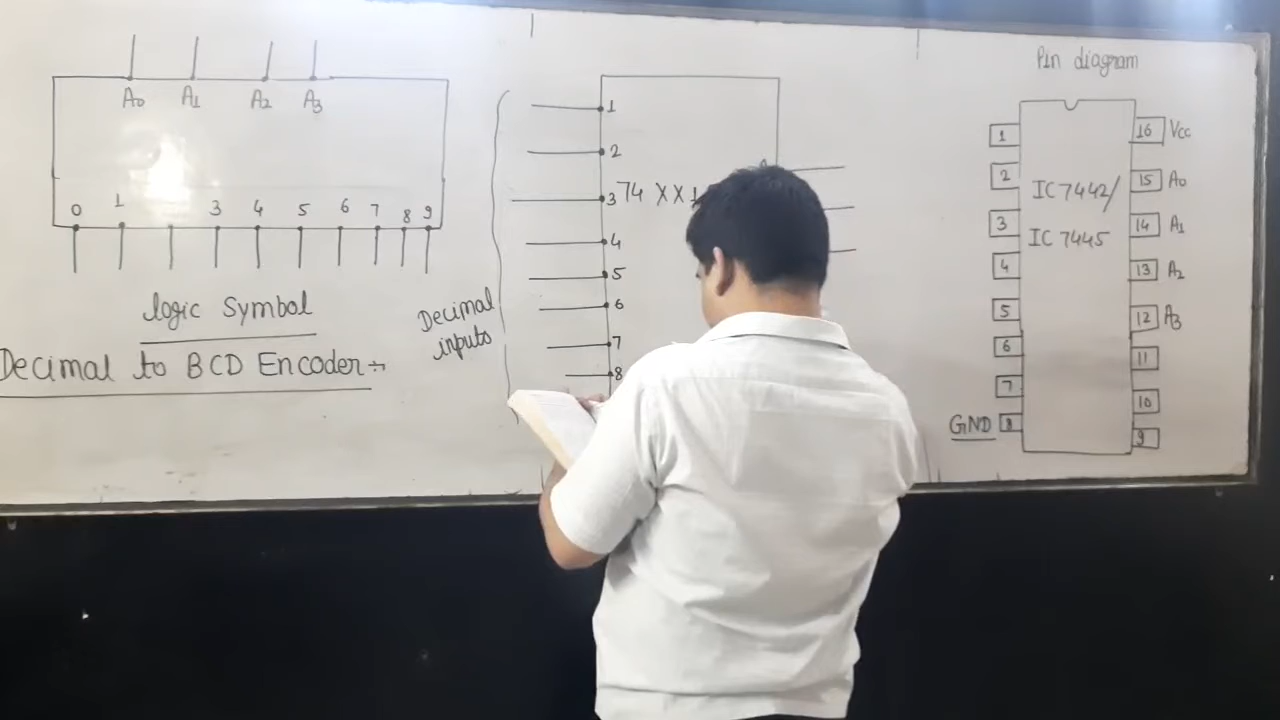 A0 A1 A2 A3
0 1 3 4 5 6 7 8 9
logic Symbol
Decimal to BCD Encoder:-
Decimal
inputs
1
2
3 74 X X
4
5
6
7
8
Pin diagram
1 16 Vcc
2 IC 7442/ 15 A0
3 IC 7445 14 A1
4 13 A2
5 12 A3
6 11
7 10
GND 8 9